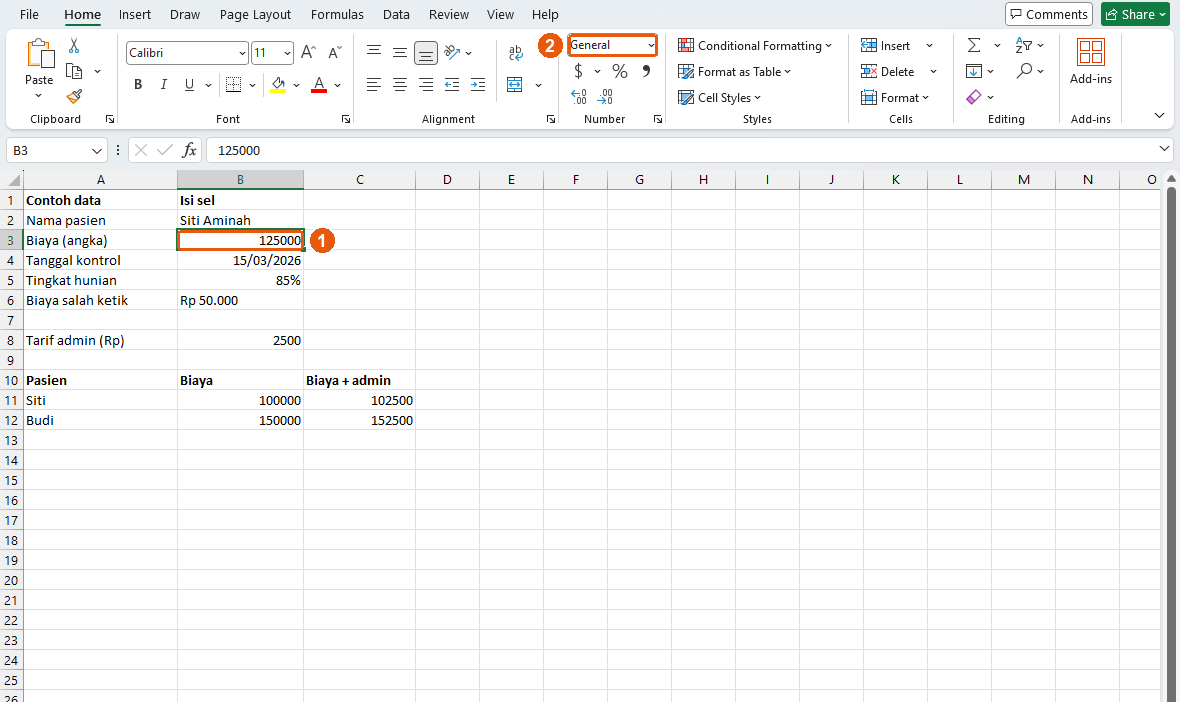 File Home Insert Draw Page Layout Formulas Data Review View Help Comments Share
Paste
Calibri 11
B I U
A A
A
ab
2
General
$ % ,
.00
.00
Conditional Formatting
Format as Table
Cell Styles
Insert
Delete
Format
Add-ins
Clipboard Font Alignment Number Styles Cells Editing Add-ins
B3 fx 125000
A B C D E F G H I J K L M N O
1 Contoh data Isi sel
2 Nama pasien Siti Aminah
3 Biaya (angka) 125000 1
4 Tanggal kontrol 15/03/2026
5 Tingkat hunian 85%
6 Biaya salah ketik Rp 50.000
7
8 Tarif admin (Rp) 2500
9
10 Pasien Biaya Biaya + admin
11 Siti 100000 102500
12 Budi 150000 152500
13
14
15
16
17
18
19
20
21
22
23
24
25
26